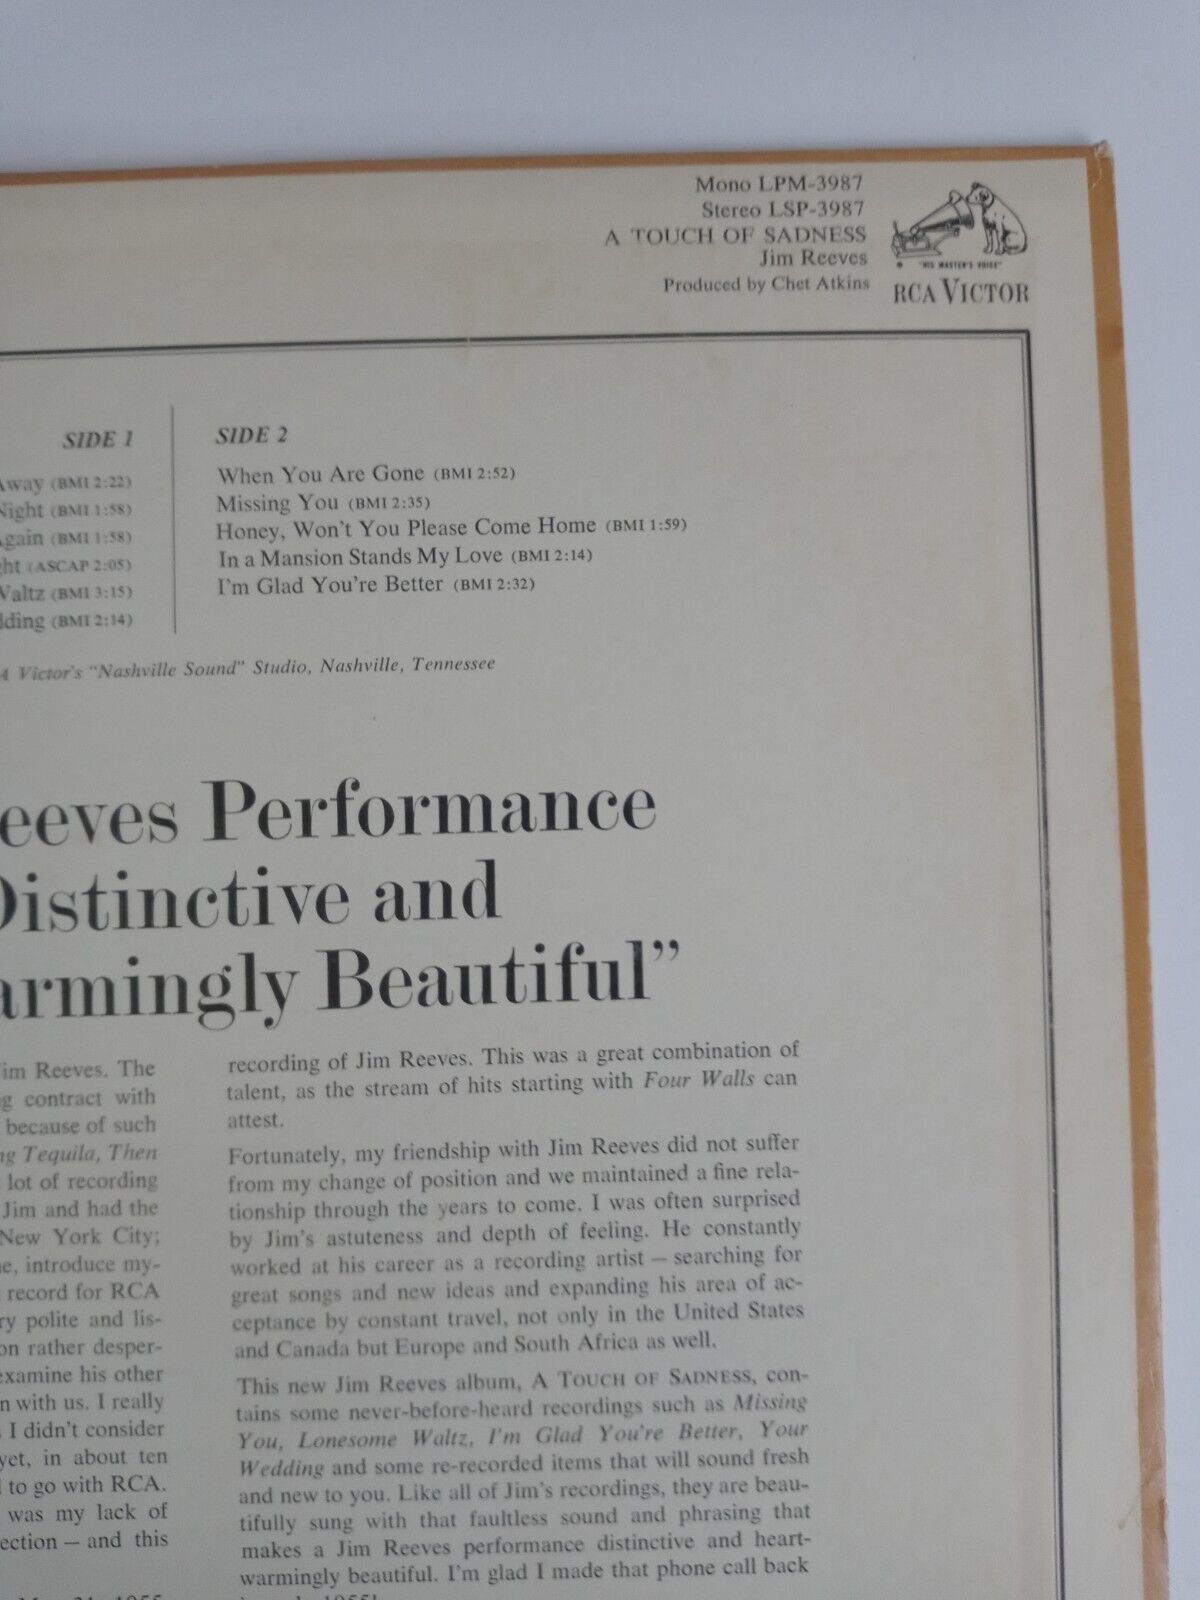 Mono LPM-3987
Stereo LSP-3987
A TOUCH OF SADNESS
Jim Reeves
Produced by Chet Atkins
"HIS MASTER'S VOICE"
RCA VICTOR
SIDE 1
Away (BMI 2:22)
Night (BMI 1:58)
Again (BMI 1:58)
ght (ASCAP 2:05)
Waltz (BMI 3:15)
dding (BMI 2:14)
SIDE 2
When You Are Gone (BMI 2:52)
Missing You (BMI 2:35)
Honey, Won't You Please Come Home (BMI 1:59)
In a Mansion Stands My Love (BMI 2:14)
I'm Glad You're Better (BMI 2:32)
A Victor's "Nashville Sound" Studio, Nashville, Tennessee
eeves Performance
Distinctive and
armingly Beautiful”
im Reeves. The
g contract with
because of such
ng Tequila, Then
lot of recording
Jim and had the
New York City;
e, introduce my-
record for RCA
ry polite and lis-
on rather desper-
examine his other
n with us. I really
I didn't consider
yet, in about ten
to go with RCA.
was my lack of
ection — and this
recording of Jim Reeves. This was a great combination of
talent, as the stream of hits starting with Four Walls can
attest.
Fortunately, my friendship with Jim Reeves did not suffer
from my change of position and we maintained a fine rela-
tionship through the years to come. I was often surprised
by Jim's astuteness and depth of feeling. He constantly
worked at his career as a recording artist — searching for
great songs and new ideas and expanding his area of ac-
ceptance by constant travel, not only in the United States
and Canada but Europe and South Africa as well.
This new Jim Reeves album, A TOUCH OF SADNESS, con-
tains some never-before-heard recordings such as Missing
You, Lonesome Waltz, I'm Glad You're Better, Your
Wedding and some re-recorded items that will sound fresh
and new to you. Like all of Jim's recordings, they are beau-
tifully sung with that faultless sound and phrasing that
makes a Jim Reeves performance distinctive and heart-
warmingly beautiful. I'm glad I made that phone call back